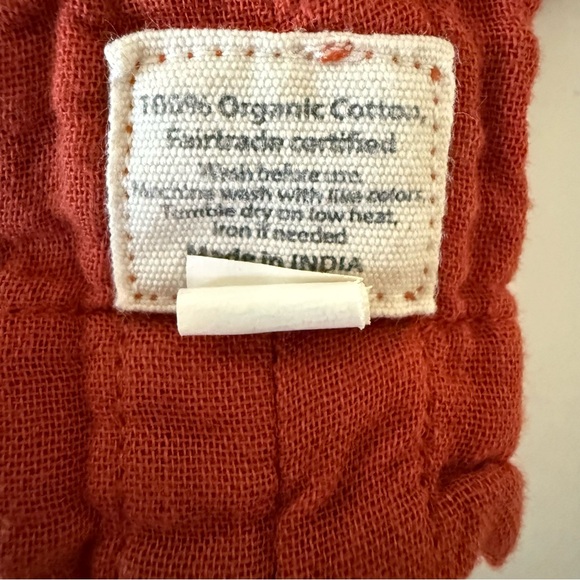 100% Organic Cotton,
Fairtrade certified
Wash before use.
Machine wash with like colors,
Tumble dry on low heat,
Iron if needed
Made in INDIA